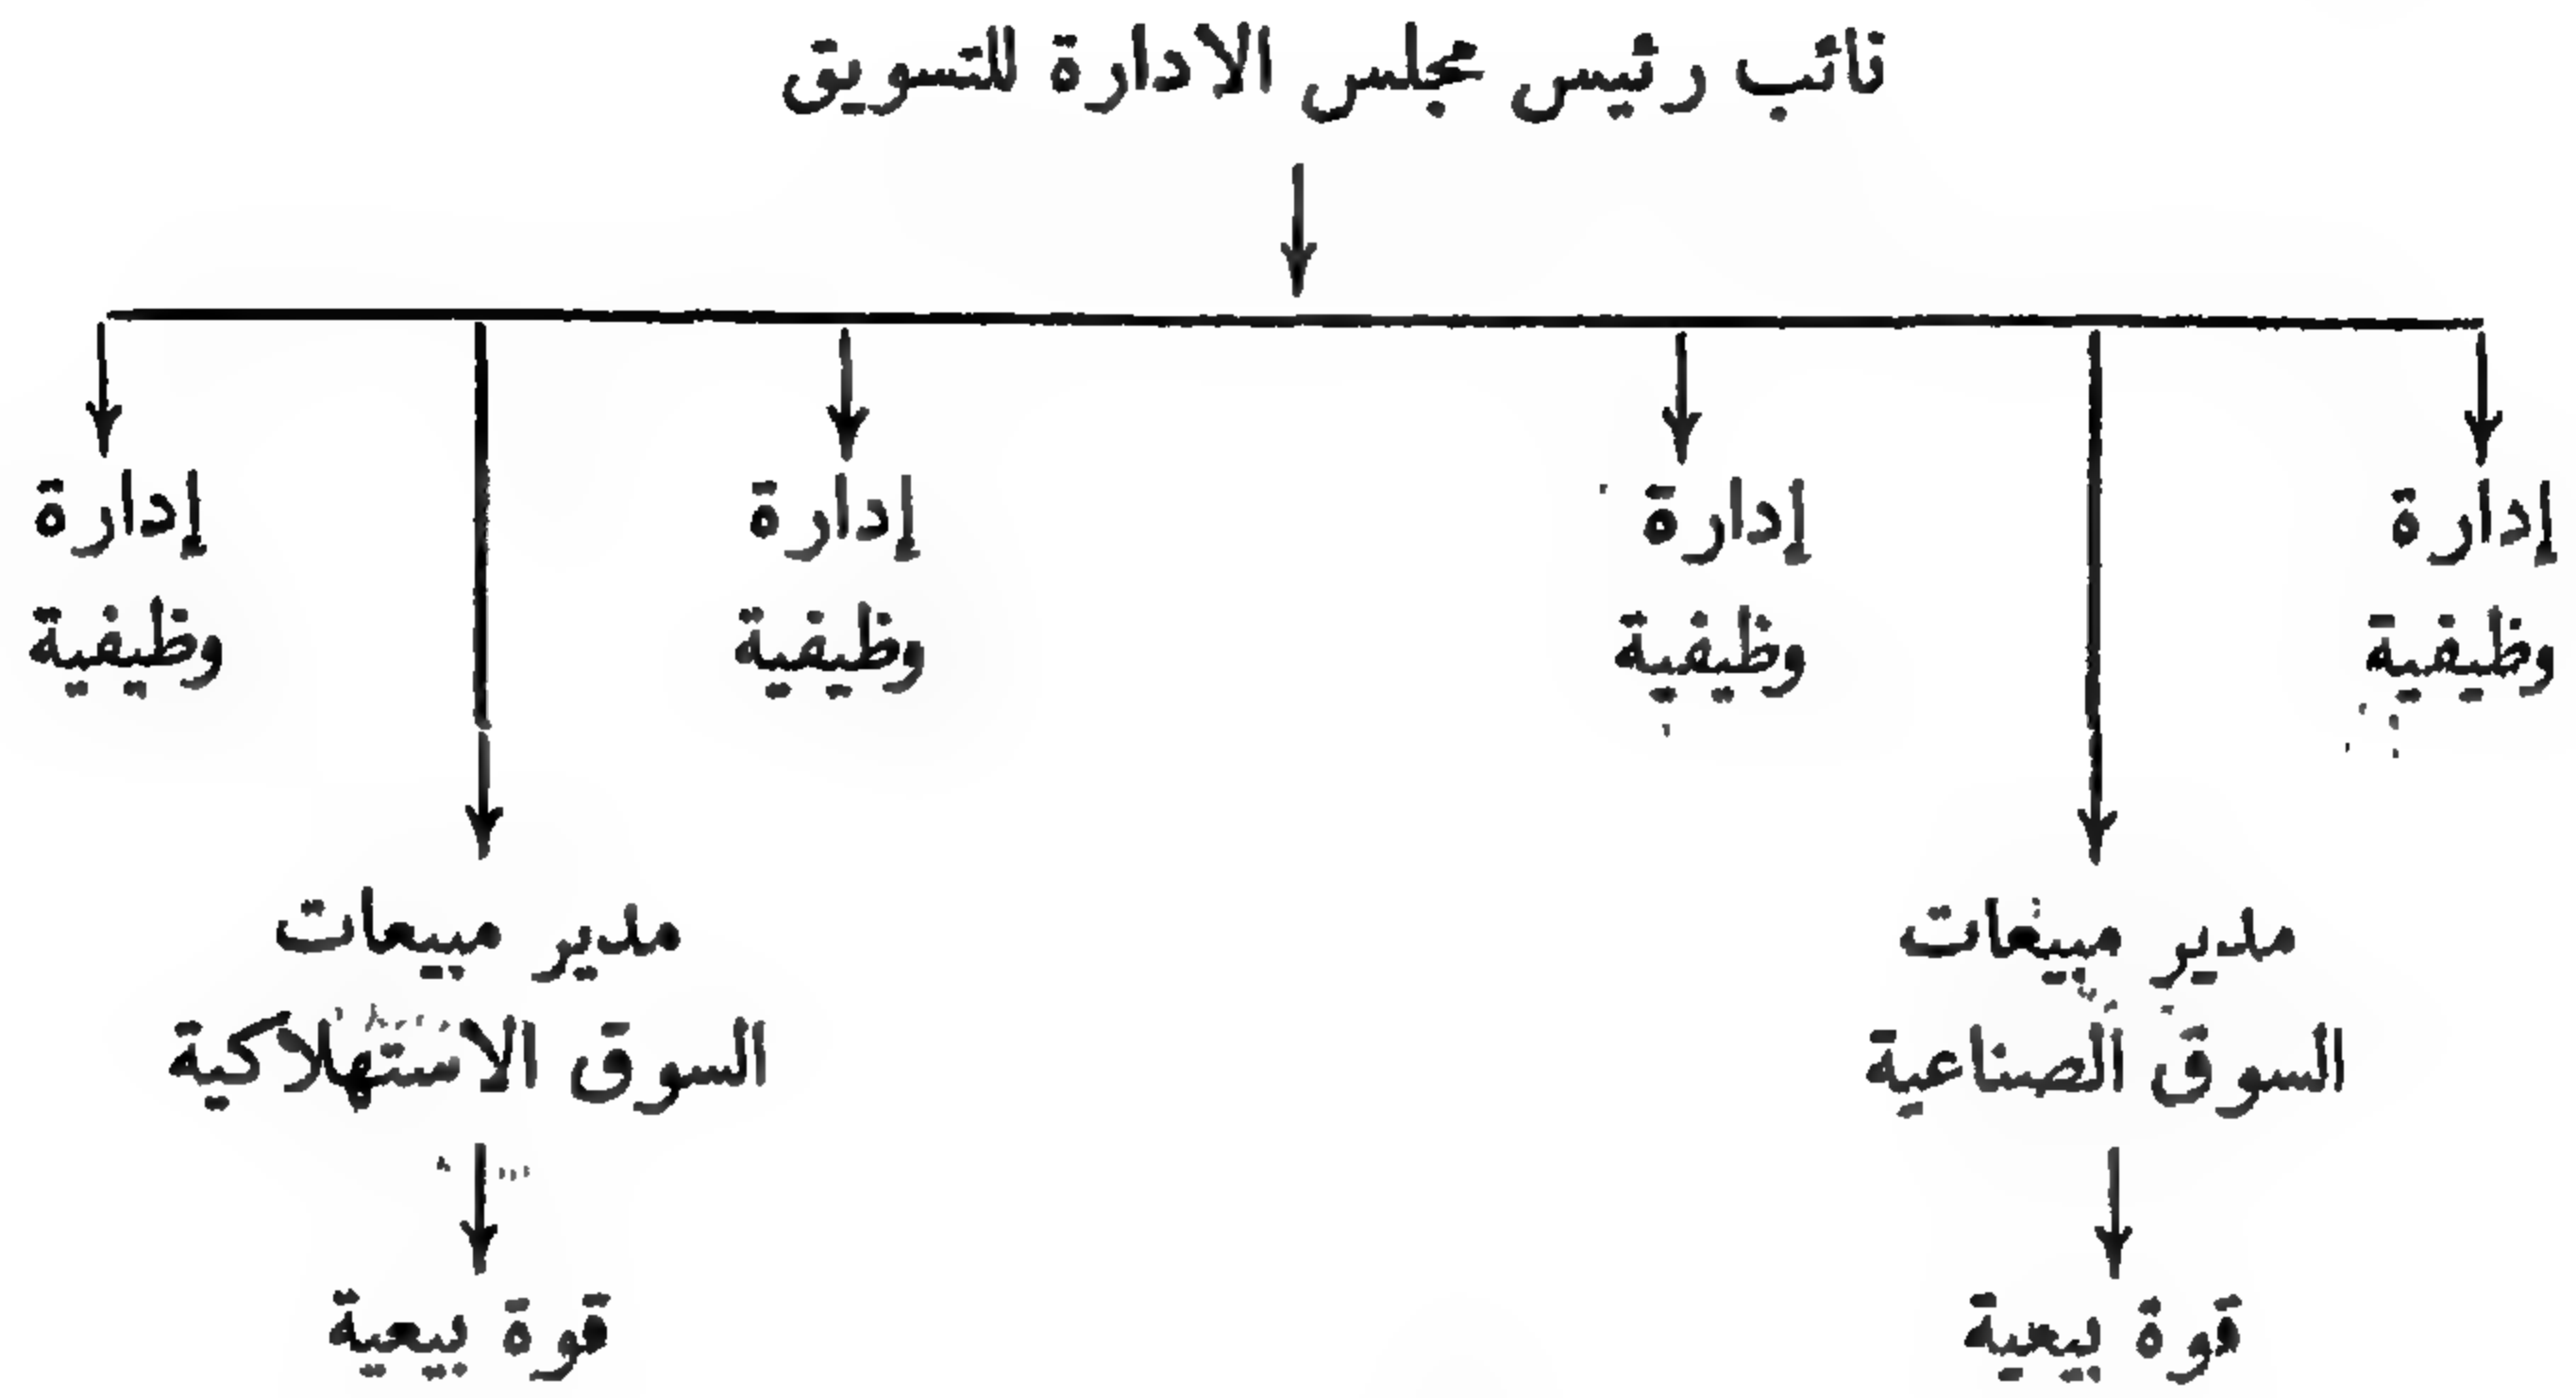 نائب رئيس مجلس الادارة للتسويق
إدارة
وظيفية
إدارة
وظيفية
إدارة
وظيفية
إدارة
وظيفية
مدير مبيعات
السوق الصناعية
مدير مبيعات
السوق الاستهلاكية
قوة بيعية
قوة بيعية